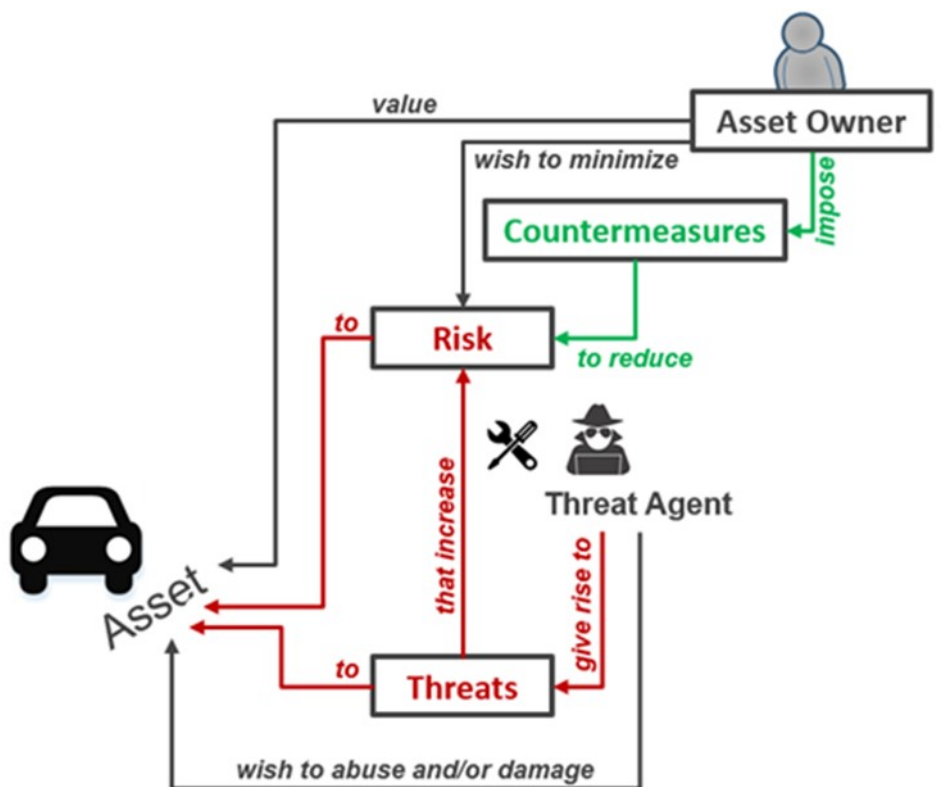 value
Asset Owner
wish to minimize
impose
Countermeasures
to
Risk
to reduce
that increase
Threat Agent
give rise to
Asset
to
Threats
wish to abuse and/or damage